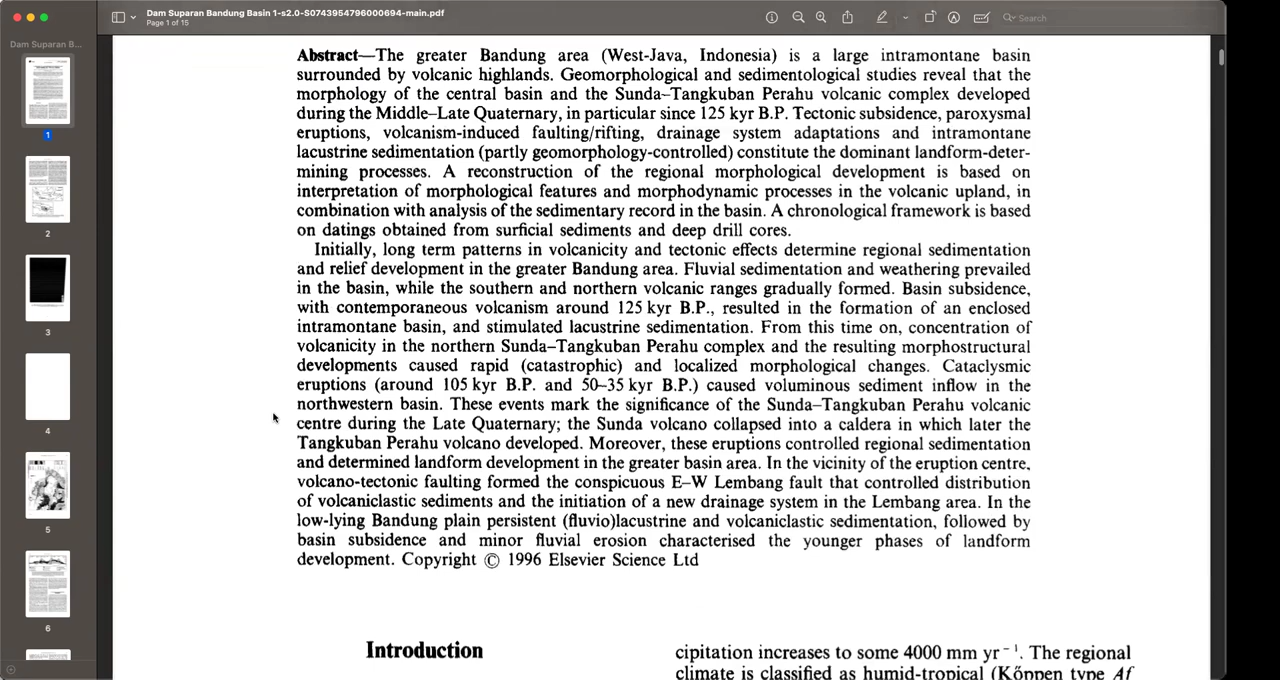 Dam Suparan Bandung Basin 1-s2.0-S0743954796000694-main.pdf
Page 1 of 15
Search
Dam Suparan B...
1
2
3
4
5
6
Abstract—The greater Bandung area (West-Java, Indonesia) is a large intramontane basin
surrounded by volcanic highlands. Geomorphological and sedimentological studies reveal that the
morphology of the central basin and the Sunda–Tangkuban Perahu volcanic complex developed
during the Middle–Late Quaternary, in particular since 125 kyr B.P. Tectonic subsidence, paroxysmal
eruptions, volcanism-induced faulting/rifting, drainage system adaptations and intramontane
lacustrine sedimentation (partly geomorphology-controlled) constitute the dominant landform-deter-
mining processes. A reconstruction of the regional morphological development is based on
interpretation of morphological features and morphodynamic processes in the volcanic upland, in
combination with analysis of the sedimentary record in the basin. A chronological framework is based
on datings obtained from surficial sediments and deep drill cores.
Initially, long term patterns in volcanicity and tectonic effects determine regional sedimentation
and relief development in the greater Bandung area. Fluvial sedimentation and weathering prevailed
in the basin, while the southern and northern volcanic ranges gradually formed. Basin subsidence,
with contemporaneous volcanism around 125 kyr B.P., resulted in the formation of an enclosed
intramontane basin, and stimulated lacustrine sedimentation. From this time on, concentration of
volcanicity in the northern Sunda–Tangkuban Perahu complex and the resulting morphostructural
developments caused rapid (catastrophic) and localized morphological changes. Cataclysmic
eruptions (around 105 kyr B.P. and 50–35 kyr B.P.) caused voluminous sediment inflow in the
northwestern basin. These events mark the significance of the Sunda–Tangkuban Perahu volcanic
centre during the Late Quaternary; the Sunda volcano collapsed into a caldera in which later the
Tangkuban Perahu volcano developed. Moreover, these eruptions controlled regional sedimentation
and determined landform development in the greater basin area. In the vicinity of the eruption centre,
volcano-tectonic faulting formed the conspicuous E–W Lembang fault that controlled distribution
of volcaniclastic sediments and the initiation of a new drainage system in the Lembang area. In the
low-lying Bandung plain persistent (fluvio)lacustrine and volcaniclastic sedimentation, followed by
basin subsidence and minor fluvial erosion characterised the younger phases of landform
development. Copyright © 1996 Elsevier Science Ltd
Introduction
cipitation increases to some 4000 mm yr⁻¹. The regional
climate is classified as humid-tropical (Kőppen type Af